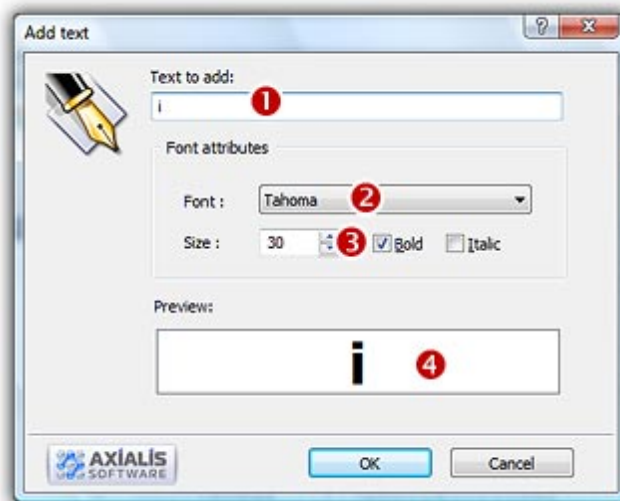 Add text
?
Text to add:
i
1
Font attributes
Font : Tahoma
2
Size : 30
3
Bold Italic
Preview:
i
4
AXIALIS
SOFTWARE
OK Cancel